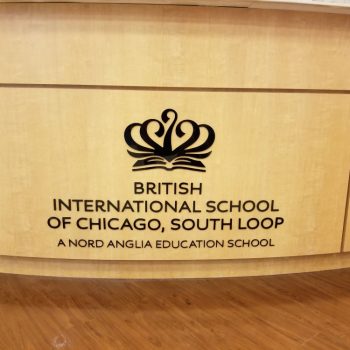 BRITISH
INTERNATIONAL SCHOOL
OF CHICAGO, SOUTH LOOP
A NORD ANGLIA EDUCATION SCHOOL